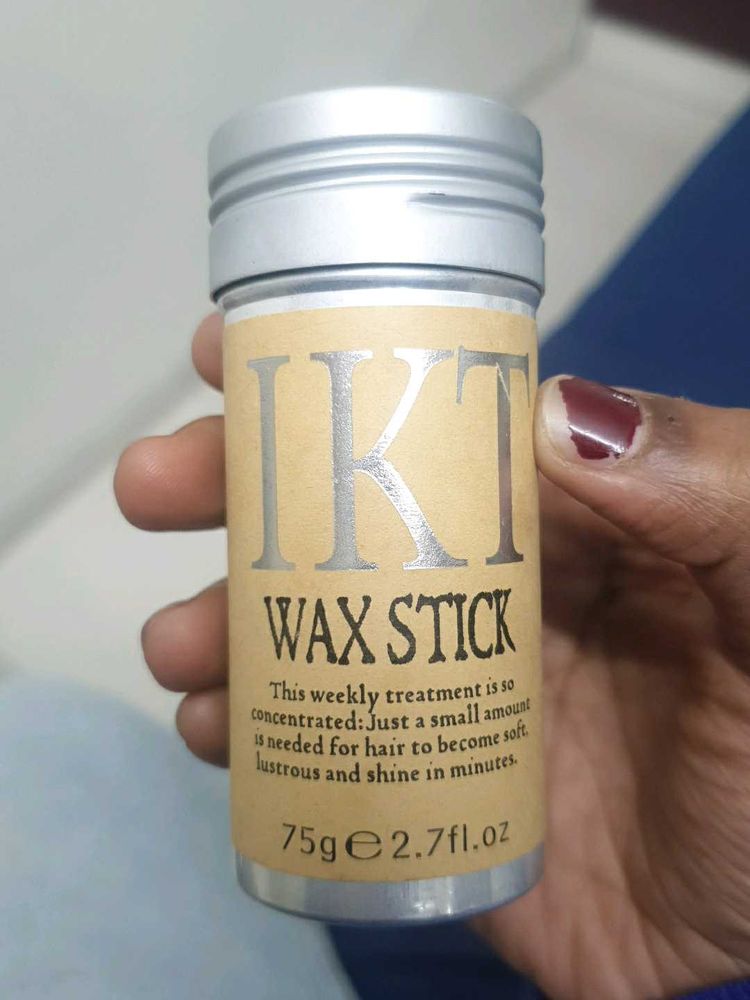 IKT
WAX STICK
This weekly treatment is so
concentrated:Just a small amount
is needed for hair to become soft,
lustrous and shine in minutes.
75g℮2.7fl.oz